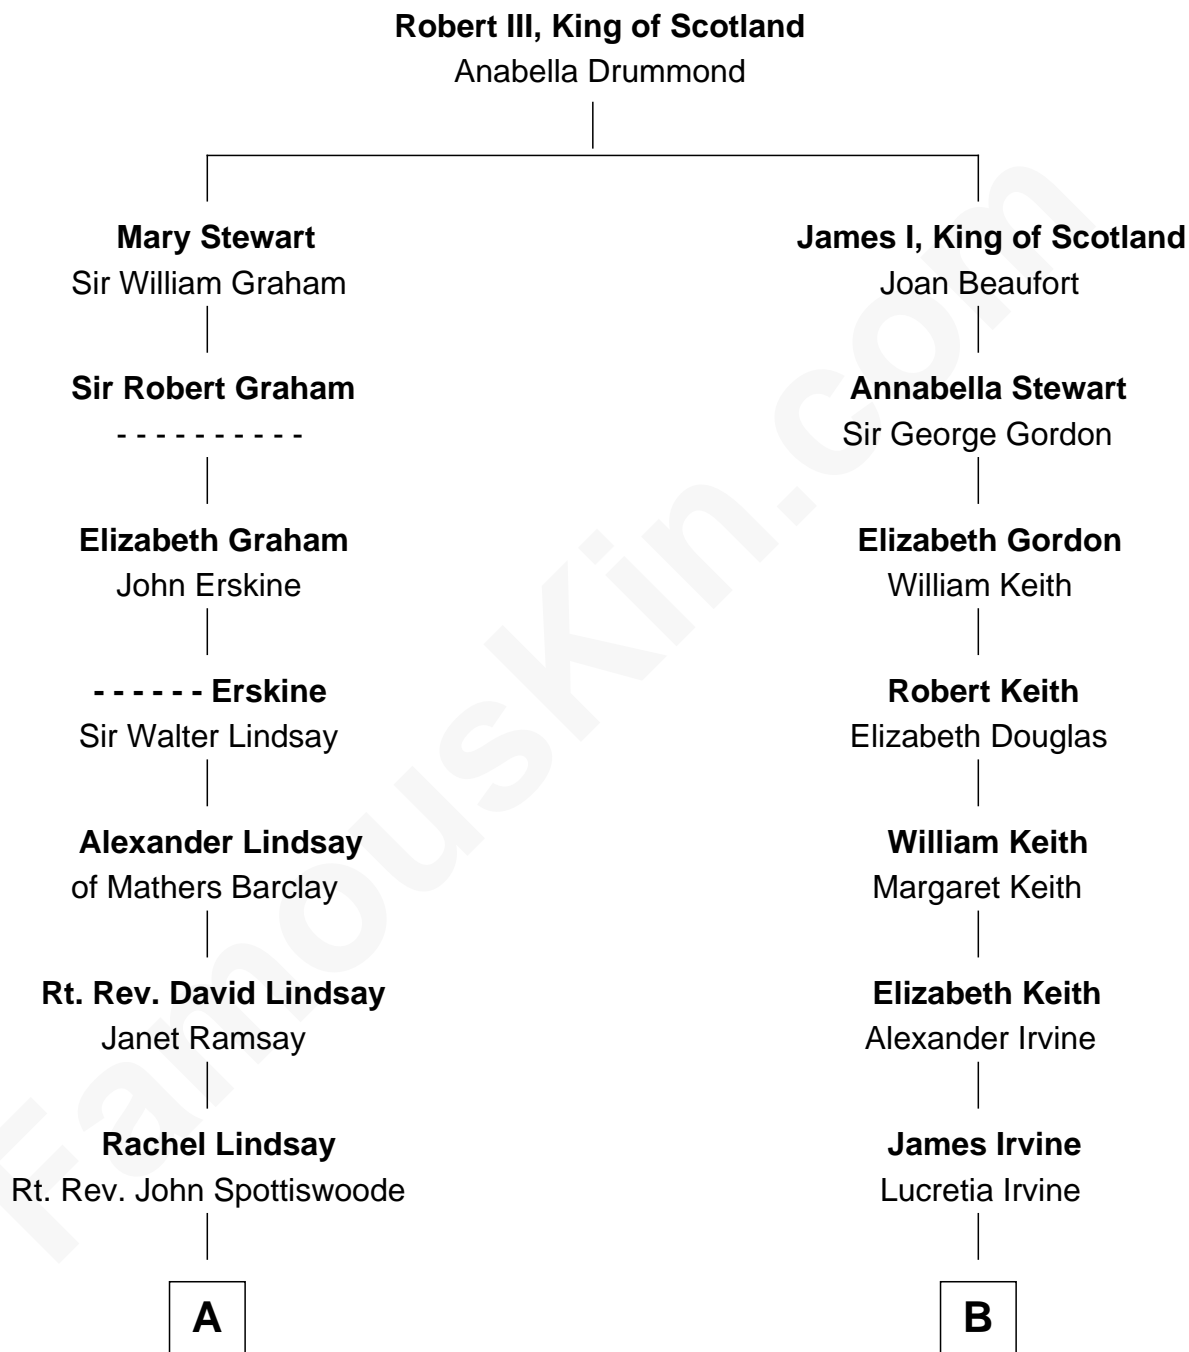 Robert III, King of Scotland
Anabella Drummond
Mary Stewart
Sir William Graham
James I, King of Scotland
Joan Beaufort
Sir Robert Graham
- - - - - - - - - -
Annabella Stewart
Sir George Gordon
Elizabeth Graham
John Erskine
Elizabeth Gordon
William Keith
- - - - - - Erskine
Sir Walter Lindsay
Robert Keith
Elizabeth Douglas
Alexander Lindsay
of Mathers Barclay
William Keith
Margaret Keith
Rt. Rev. David Lindsay
Janet Ramsay
Elizabeth Keith
Alexander Irvine
Rachel Lindsay
Rt. Rev. John Spottiswoode
James Irvine
Lucretia Irvine
A
B
FamousKin.com